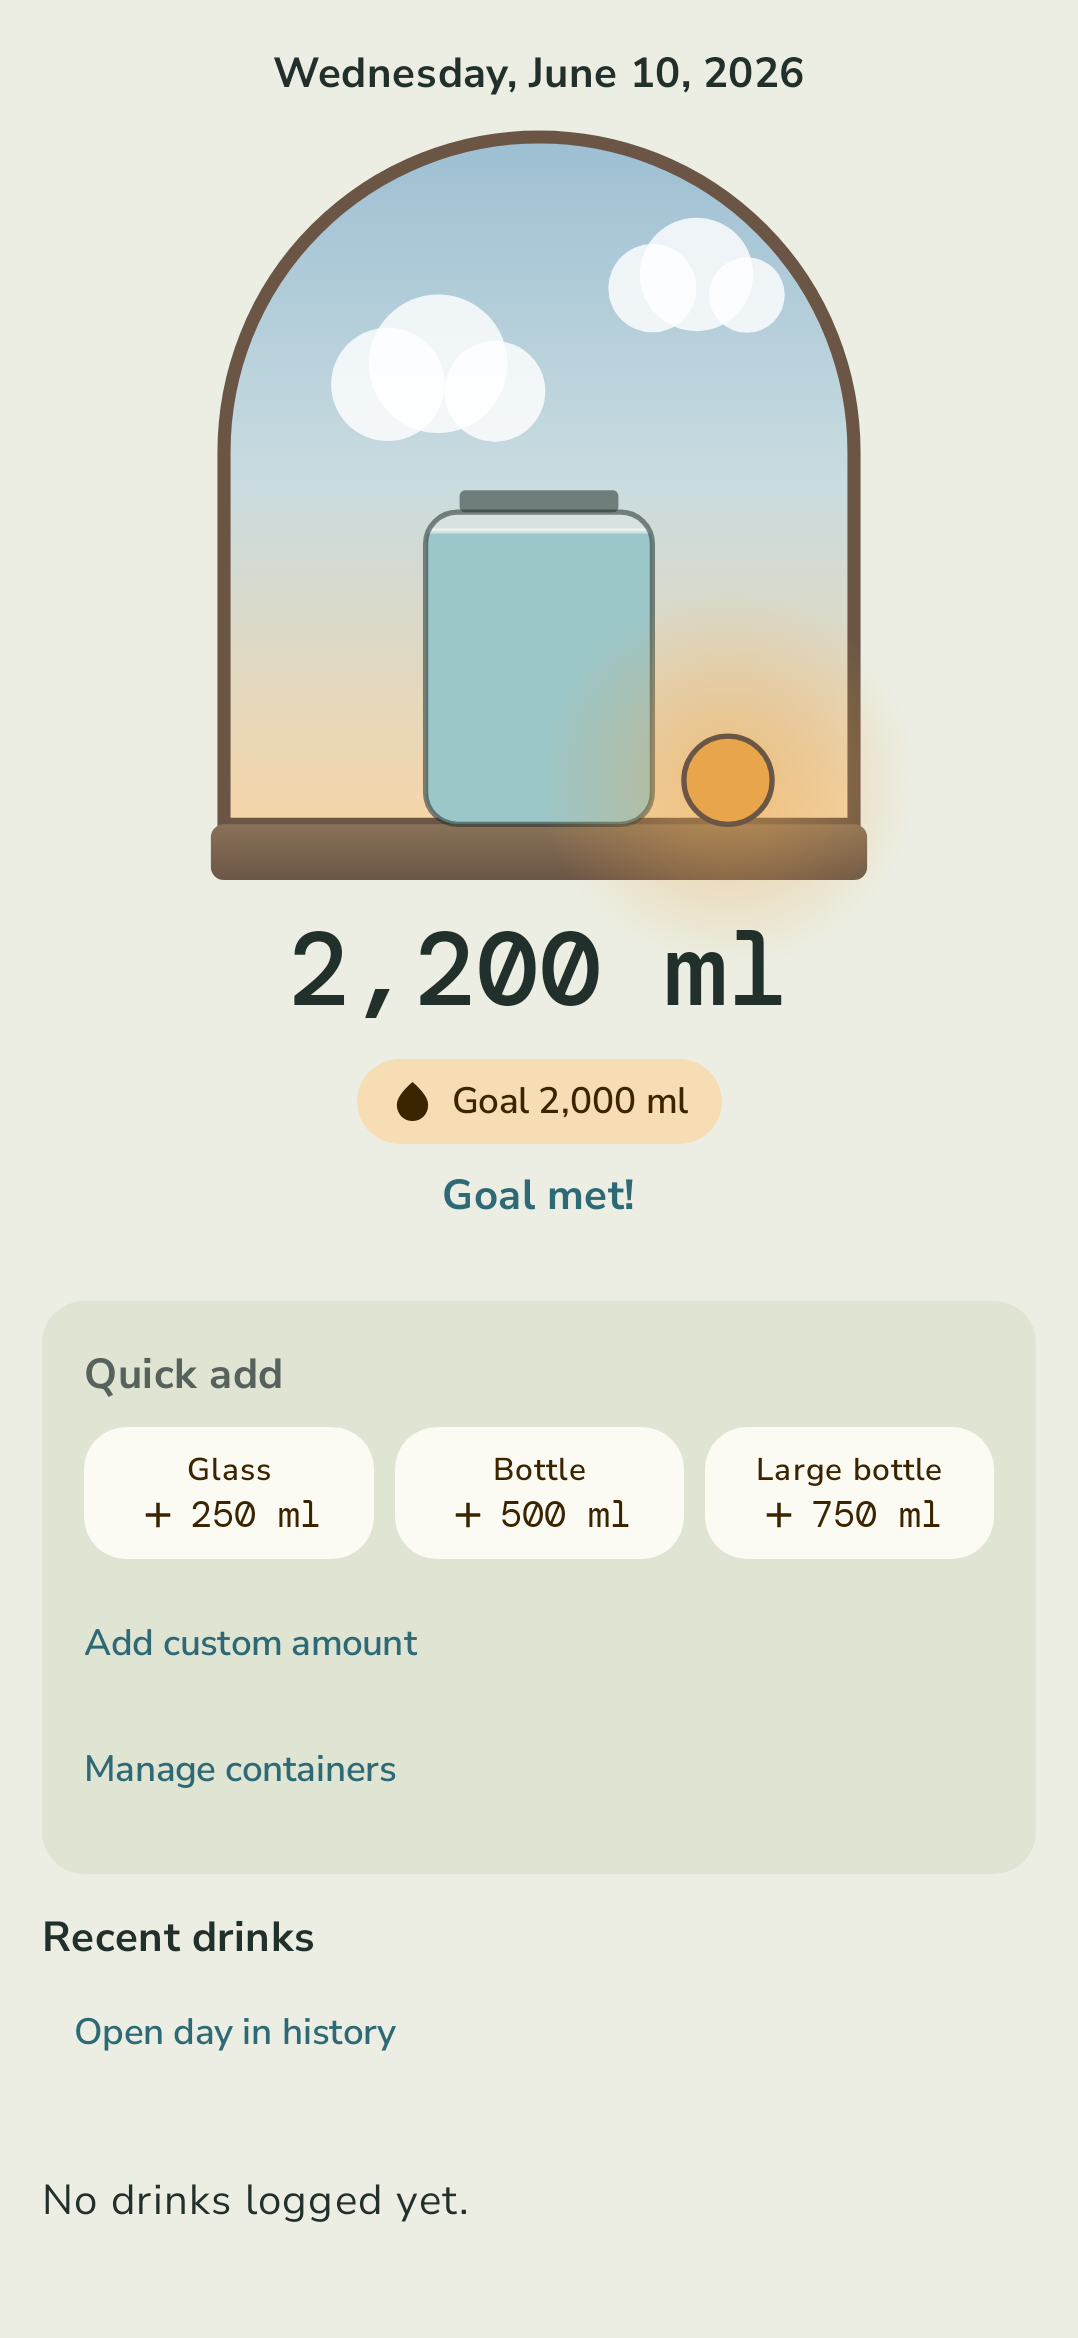 Wednesday, June 10, 2026
2,200 ml
Goal 2,000 ml
Goal met!
Quick add
Glass
+ 250 ml
Bottle
+ 500 ml
Large bottle
+ 750 ml
Add custom amount
Manage containers
Recent drinks
Open day in history
No drinks logged yet.